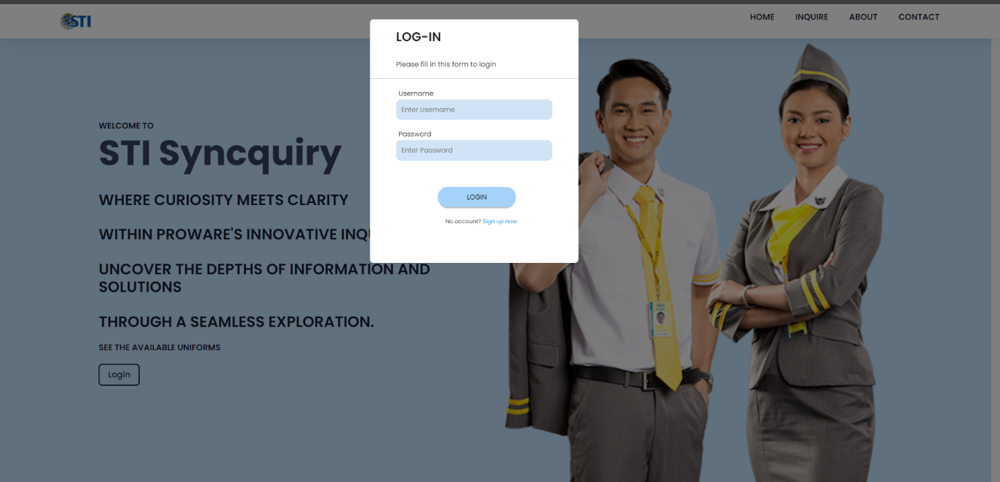 STI
HOME
INQUIRE
ABOUT
CONTACT
LOG-IN
Please fill in this form to login
Username
Enter Username
Password
Enter Password
LOGIN
No account? Sign up now
WELCOME TO
STI Syncquiry
WHERE CURIOSITY MEETS CLARITY
WITHIN PROWARE'S INNOVATIVE
UNCOVER THE DEPTHS OF INFORMATION AND
SOLUTIONS
THROUGH A SEAMLESS EXPLORATION.
SEE THE AVAILABLE UNIFORMS
Login